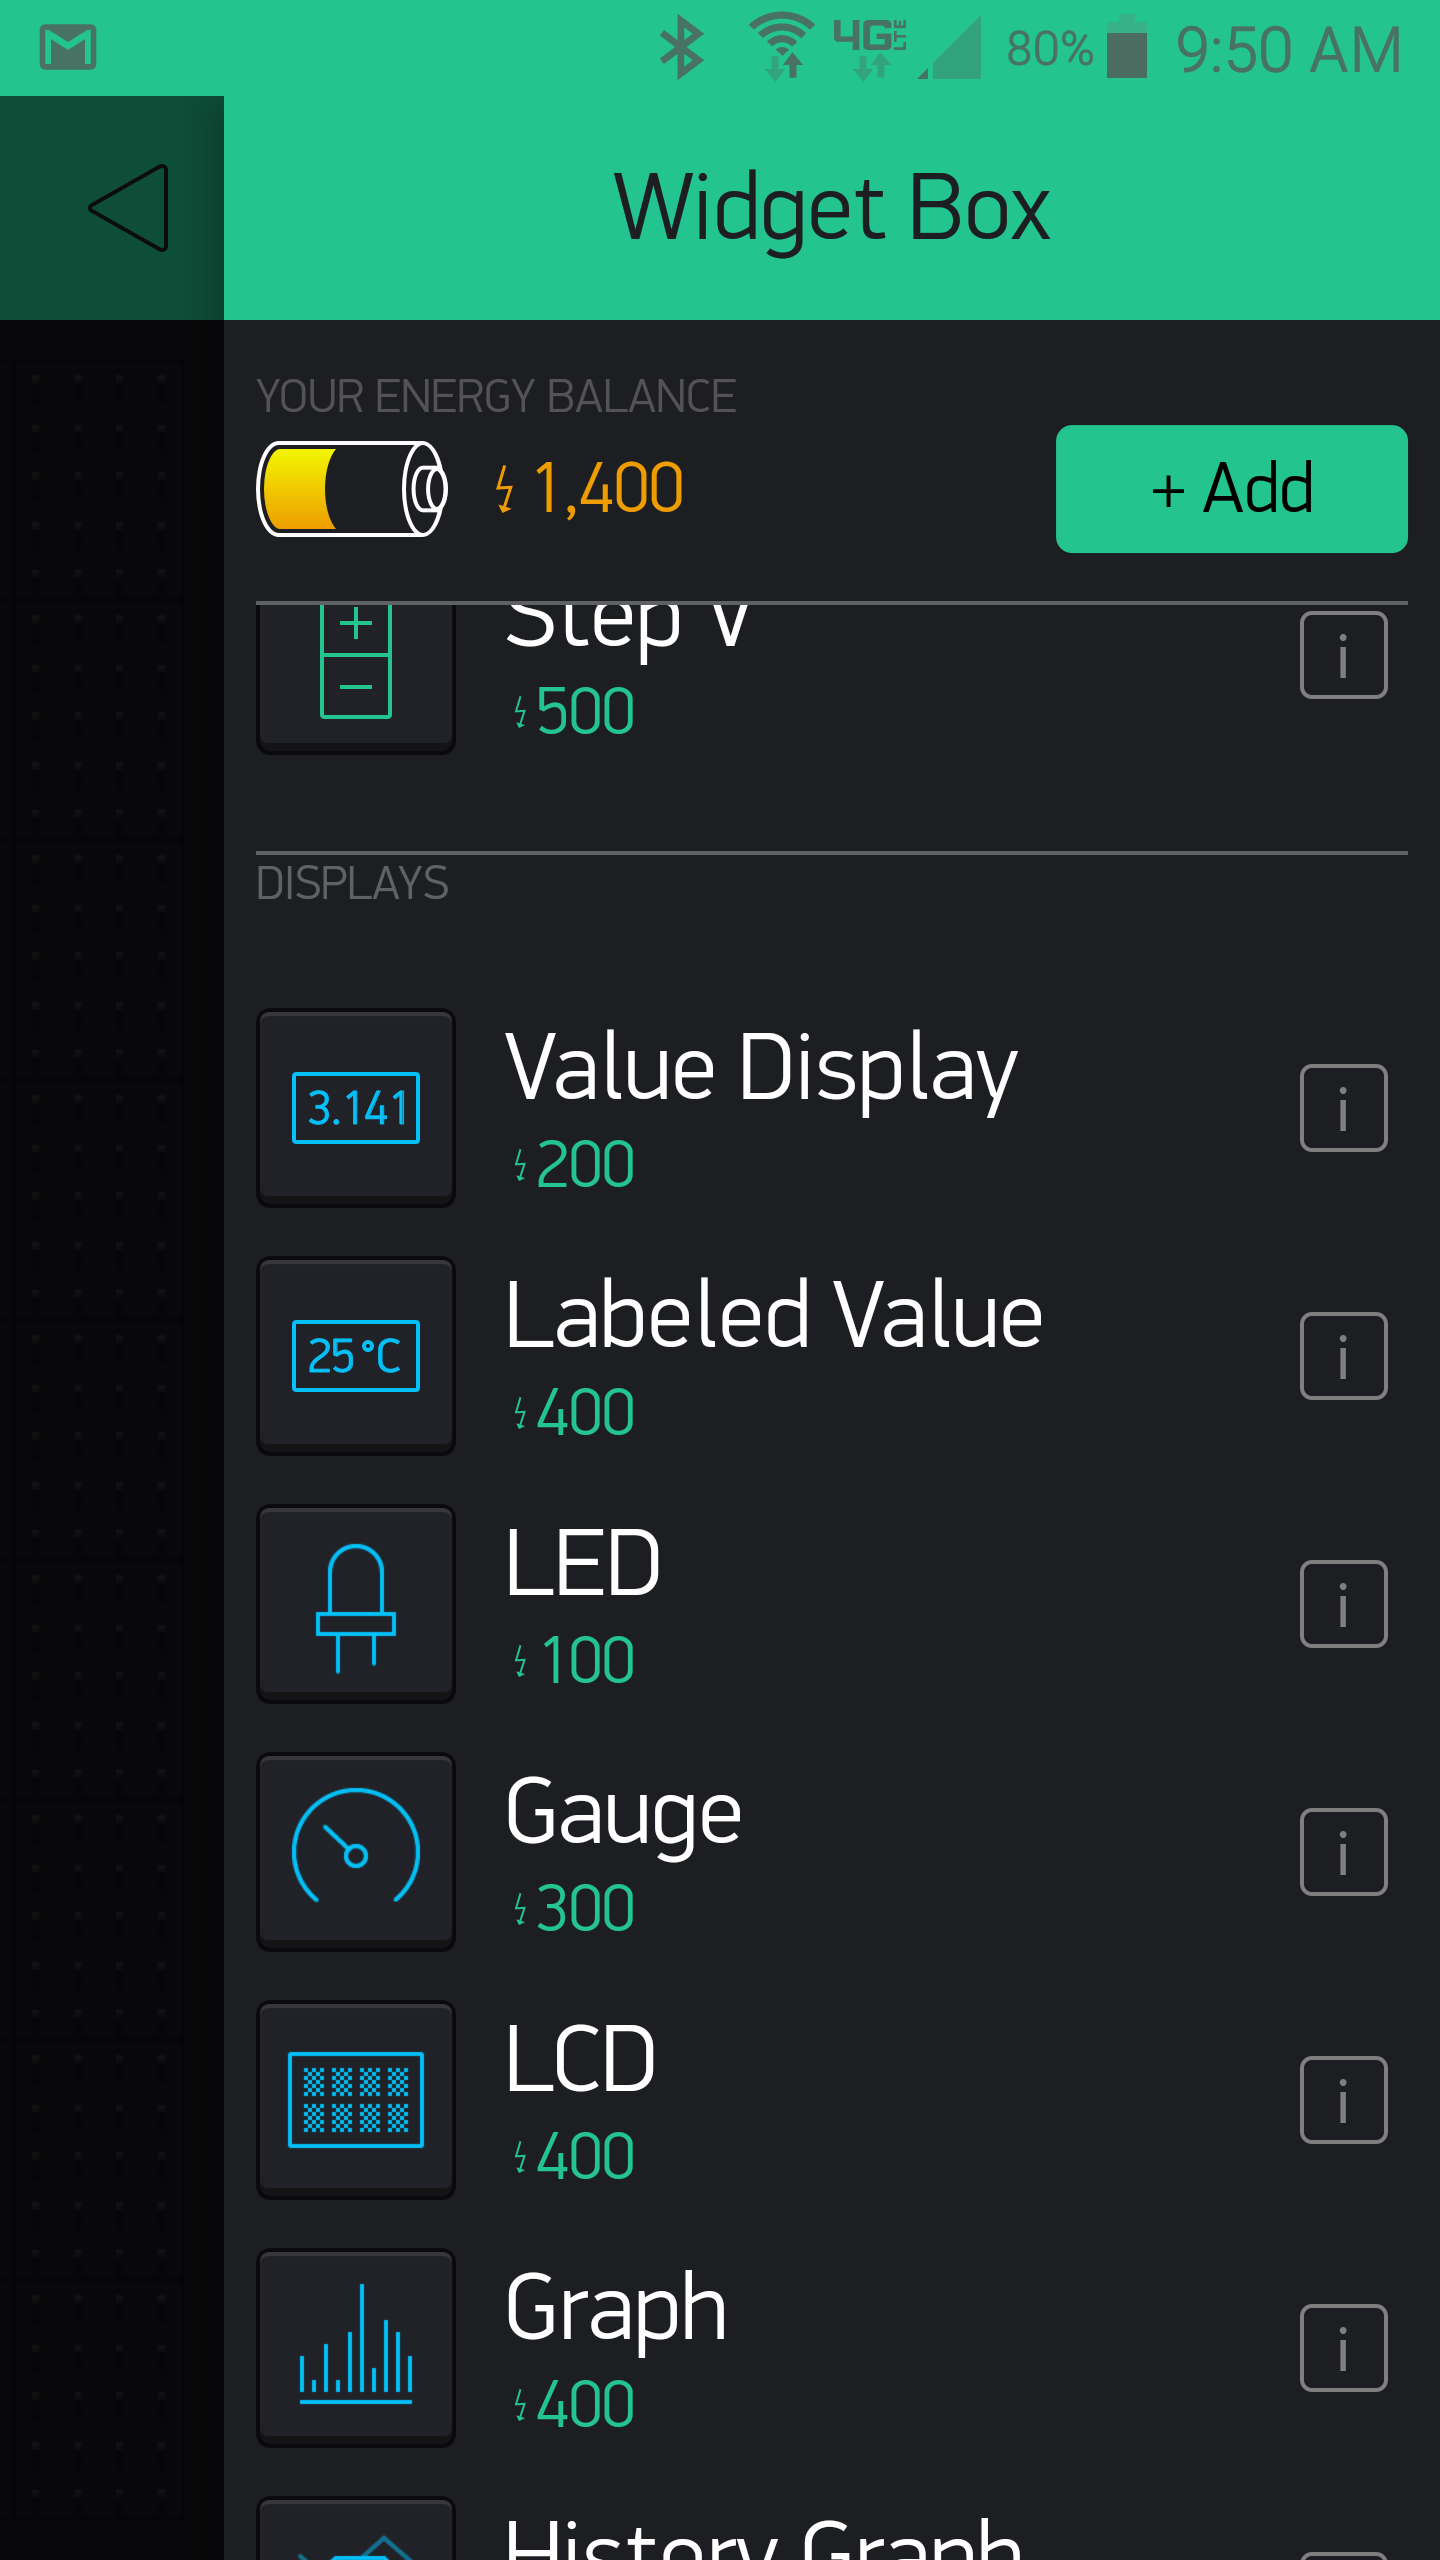 4G LTE 80% 9:50 AM
Widget Box
YOUR ENERGY BALANCE
1,400
+ Add
Step V
i
500
DISPLAYS
3.141
Value Display
i
200
25°C
Labeled Value
i
400
LED
i
100
Gauge
i
300
LCD
i
400
Graph
i
400
History Graph